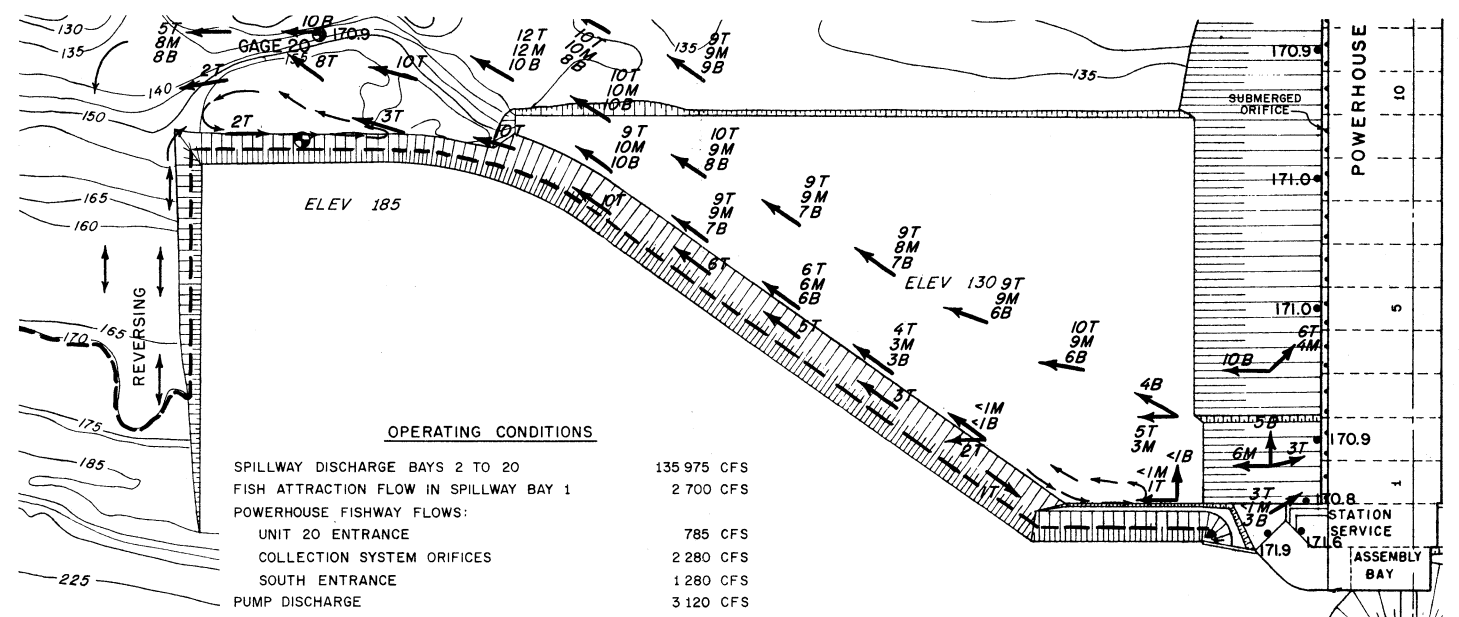 130
135
5T
8M
8B
10B
170.9
GAGE 20
155
8T
10T
2T
140
150
2T
3T
12T
12M
10B
10T
10M
8B
135
9T
9M
9B
10T
10M
10B
135
170.9
SUBMERGED
ORIFICE
POWERHOUSE
10
10T
9T
10M
10B
10T
9M
8B
ELEV 185
165
160
10T
9T
9M
7B
9T
9M
7B
171.0
9T
8M
7B
6T
6T
6M
6B
ELEV 130
9T
9M
6B
171.0
5
REVERSING
165
170
5T
4T
3M
3B
10T
9M
6B
6T
4M
10B
3T
<1M
<1B
2T
4B
5T
3M
5B
170.9
6M
3T
175
185
225
<1B
<1M
1T
1T
3T
1M
3B
170.8
1
STATION
SERVICE
171.9
171.6
ASSEMBLY
BAY
OPERATING CONDITIONS
SPILLWAY DISCHARGE BAYS 2 TO 20 135 975 CFS
FISH ATTRACTION FLOW IN SPILLWAY BAY 1 2 700 CFS
POWERHOUSE FISHWAY FLOWS:
UNIT 20 ENTRANCE 785 CFS
COLLECTION SYSTEM ORIFICES 2 280 CFS
SOUTH ENTRANCE 1 280 CFS
PUMP DISCHARGE 3 120 CFS